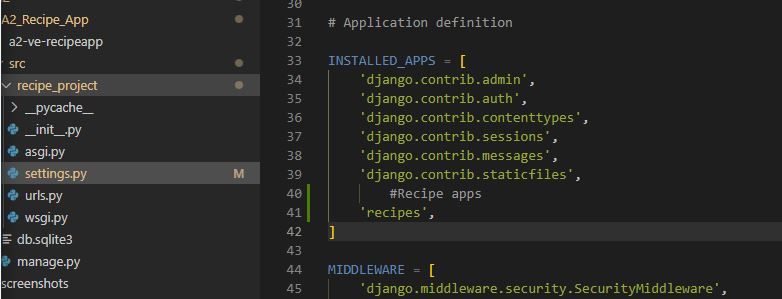 A2_Recipe_App
a2-ve-recipeapp
src
recipe_project
__pycache__
__init__.py
asgi.py
settings.py M
urls.py
wsgi.py
db.sqlite3
manage.py
screenshots
30
31 # Application definition
32
33 INSTALLED_APPS = [
34 'django.contrib.admin',
35 'django.contrib.auth',
36 'django.contrib.contenttypes',
37 'django.contrib.sessions',
38 'django.contrib.messages',
39 'django.contrib.staticfiles',
40 #Recipe apps
41 'recipes',
42 ]
43
44 MIDDLEWARE = [
45 'django.middleware.security.SecurityMiddleware',